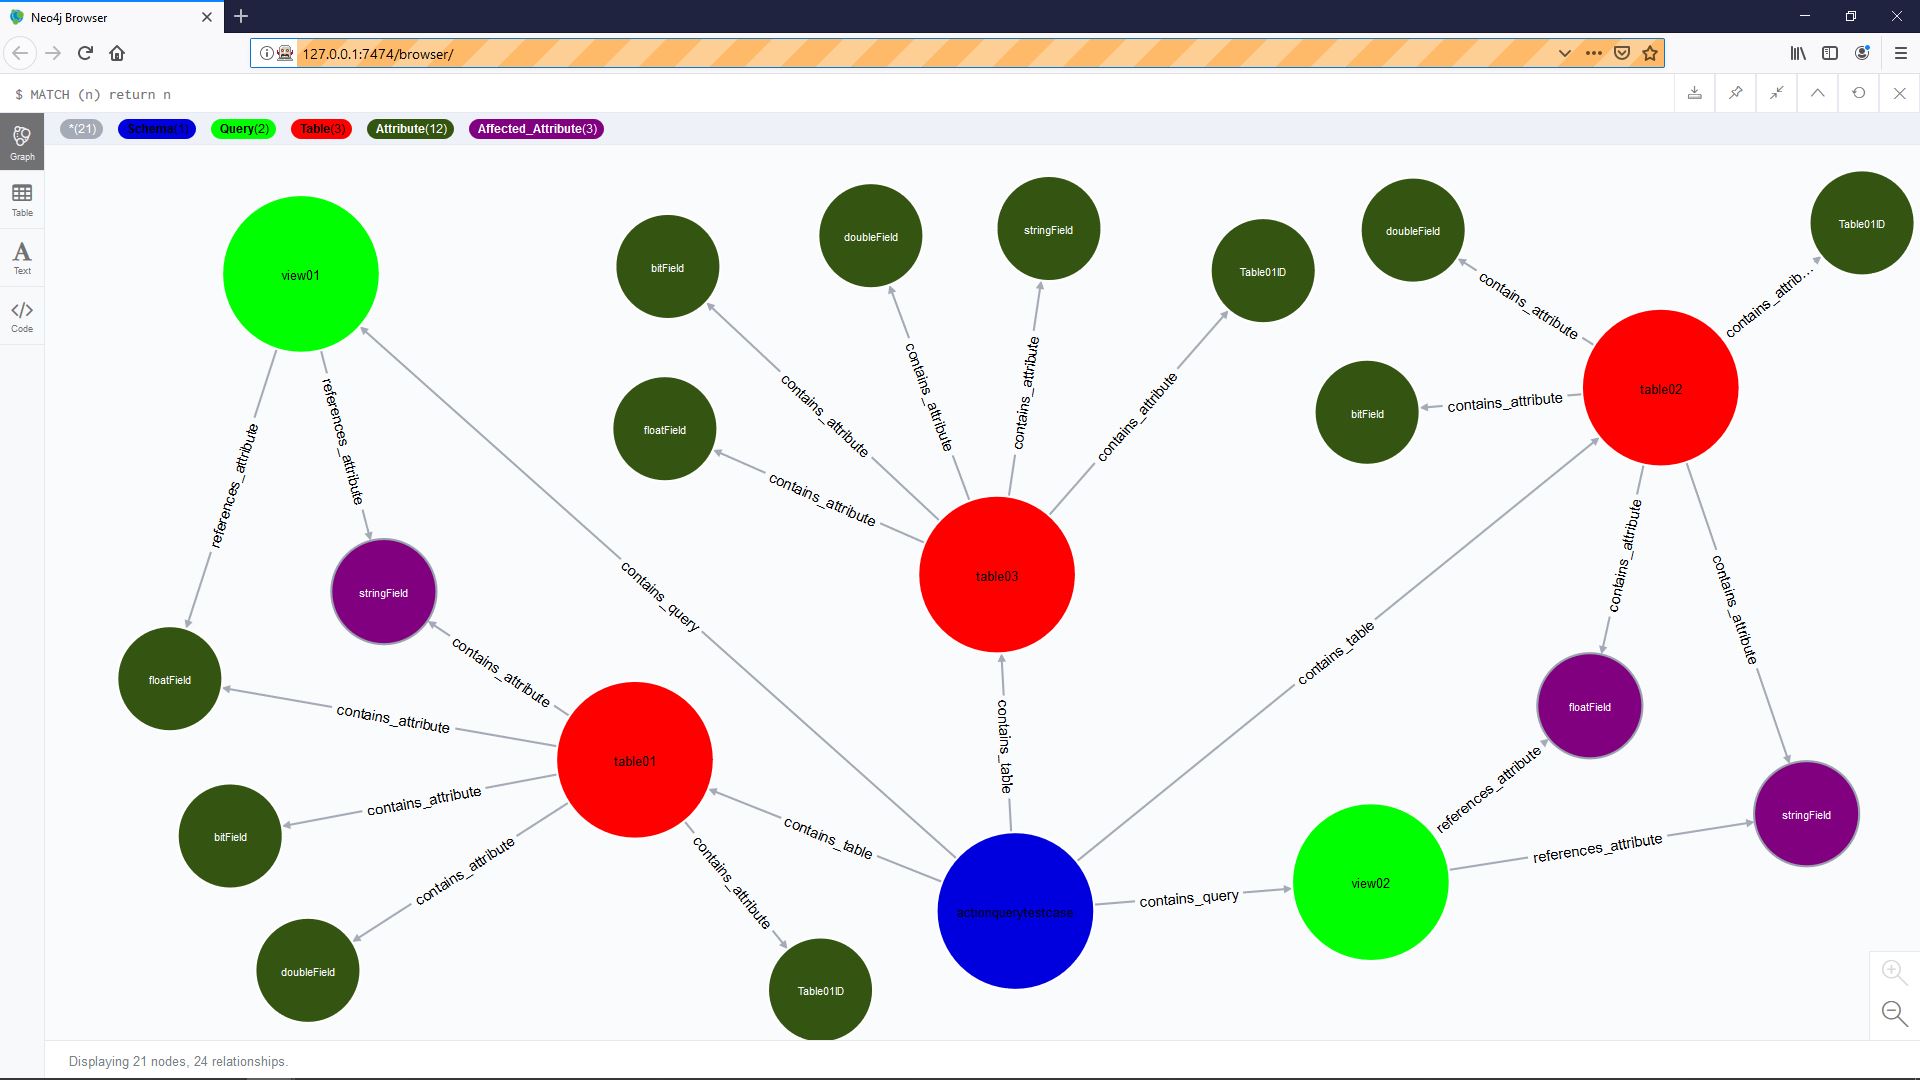 Neo4j Browser
127.0.0.1:7474/browser/
$ MATCH (n) return n
*(21) Schema(1) Query(2) Table(3) Attribute(12) Affected_Attribute(3)
Graph
Table
Text
Code
view01
bitField
doubleField
stringField
Table01ID
doubleField
Table01ID
contains_attribute
contains_attrib...
contains_attribute
contains_attribute
contains_attribute
contains_attribute
table02
bitField
contains_attribute
floatField
contains_attribute
references_attribute
references_attribute
contains_attribute
contains_attribute
table03
stringField
contains_query
contains_table
floatField
contains_attribute
contains_attribute
floatField
table01
contains_table
contains_attribute
bitField
contains_table
references_attribute
stringField
contains_attribute
contains_attribute
references_attribute
view02
contains_query
actionquerytestcase
doubleField
Table01ID
Displaying 21 nodes, 24 relationships.